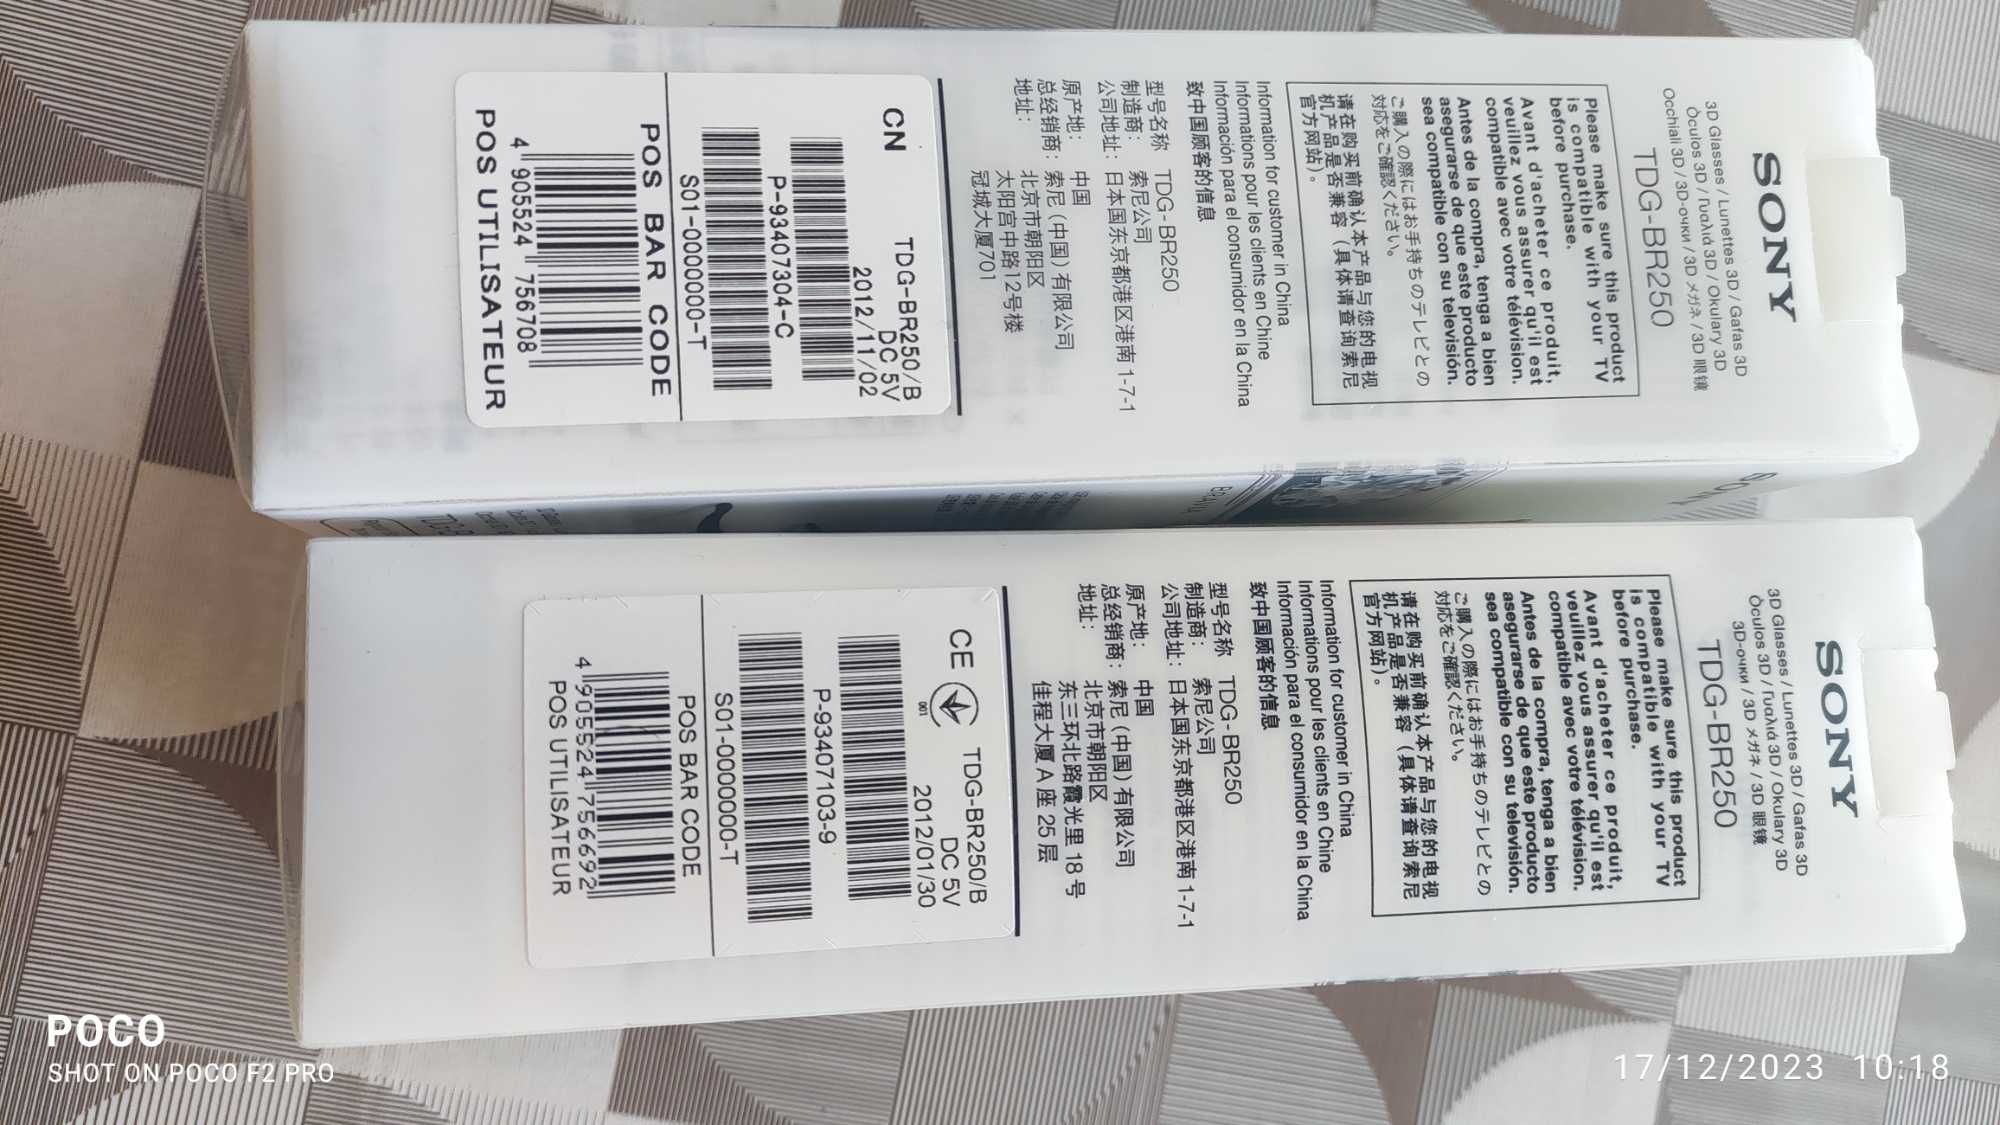 SONY
3D Glasses / Lunettes 3D / Gafas 3D
Óculos 3D / Γυαλιά 3D / Okulary 3D
Occhiali 3D / 3D-очки / 3D メガネ / 3D 眼镜
TDG-BR250
Please make sure this product
is compatible with your TV
before purchase.
Avant d'acheter ce produit,
veuillez vous assurer qu'il est
compatible avec votre télévision.
Antes de la compra, tenga a bien
asegurarse de que este producto
sea compatible con su televisión.
ご購入の際にはお手持ちのテレビとの
対応をご確認ください。
请在购买前确认本产品与您的电视
机产品是否兼容（具体请查询索尼
官方网站）。
Information for customer in China
Informations pour les clients en Chine
Información para el consumidor en la China
致中国顾客的信息
型号名称 TDG-BR250
制造商： 索尼公司
公司地址： 日本国东京都港区港南 1-7-1
原产地： 中国
总经销商： 索尼（中国）有限公司
地址： 北京市朝阳区
太阳宫中路12号楼
冠城大厦701
CN TDG-BR250/B
DC 5V
2012/11/02
P-93407304-C
S01-0000000-T
POS BAR CODE
4 905524 756708
POS UTILISATEUR
SONY
BRAVIA
SONY
3D Glasses / Lunettes 3D / Gafas 3D
Óculos 3D / Γυαλιά 3D / Okulary 3D
3D-очки / 3D メガネ / 3D 眼镜
TDG-BR250
Please make sure this product
is compatible with your TV
before purchase.
Avant d'acheter ce produit,
veuillez vous assurer qu'il est
compatible avec votre télévision.
Antes de la compra, tenga a bien
asegurarse de que este producto
sea compatible con su televisión.
ご購入の際にはお手持ちのテレビとの
対応をご確認ください。
请在购买前确认本产品与您的电视
机产品是否兼容（具体请查询索尼
官方网站）。
Information for customer in China
Informations pour les clients en Chine
Información para el consumidor en la China
致中国顾客的信息
型号名称 TDG-BR250
制造商： 索尼公司
公司地址： 日本国东京都港区港南 1-7-1
原产地： 中国
总经销商： 索尼（中国）有限公司
地址： 北京市朝阳区
东三环北路霞光里 18 号
佳程大厦 A 座 25 层
CE 001 TDG-BR250/B
DC 5V
2012/01/30
P-93407103-9
S01-0000000-T
POS BAR CODE
4 905524 756692
POS UTILISATEUR
POCO
SHOT ON POCO F2 PRO
17/12/2023 10:18